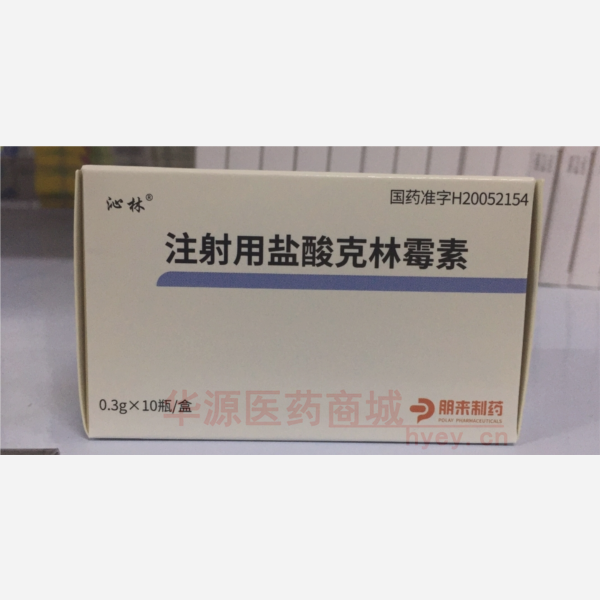 沁林®
国药准字H20052154
注射用盐酸克林霉素
0.3g×10瓶/盒
朋来制药
POLAY PHARMACEUTICALS
华源医药商城
hyey.cn